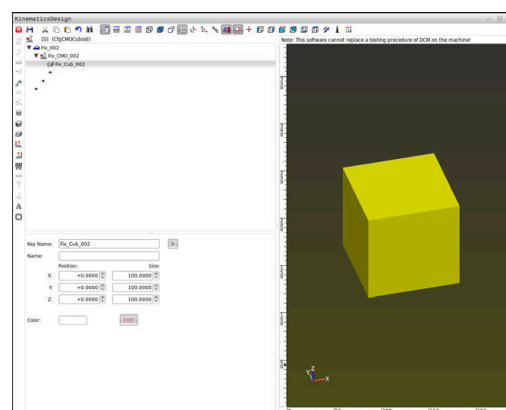 KinematicsDesign
[0] (CfgCMOCuboid)
Note: This software cannot replace a testing procedure of DCM on the machine!
Fix_002
Fix_CMO_002
Fix_Cub_002
Key Name: Fix_Cub_002 >
Name:
Position: Size:
X: +0.0000 100.0000
Y: +0.0000 100.0000
Z: +0.0000 100.0000
Color:
Z
Y
X